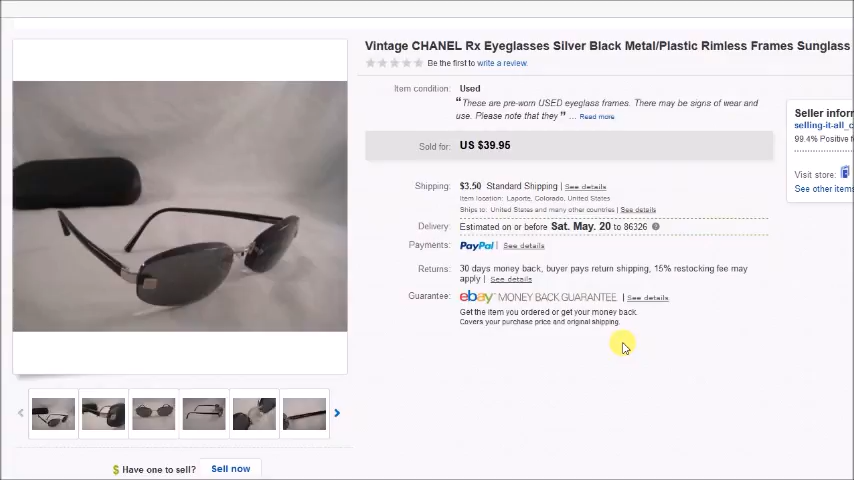 Vintage CHANEL Rx Eyeglasses Silver Black Metal/Plastic Rimless Frames Sunglass
Be the first to write a review.
Item condition: Used
“These are pre-worn USED eyeglass frames. There may be signs of wear and
use. Please note that they ” ... Read more
Sold for: US $39.95
Shipping: $3.50 Standard Shipping | See details
Item location: Laporte, Colorado, United States
Ships to: United States and many other countries | See details
Delivery: Estimated on or before Sat. May. 20 to 86326
Payments: PayPal | See details
Returns: 30 days money back, buyer pays return shipping, 15% restocking fee may
apply | See details
Guarantee: ebay MONEY BACK GUARANTEE | See details
Get the item you ordered or get your money back.
Covers your purchase price and original shipping.
Seller inforr
selling-it-all_c
99.4% Positive f
Visit store:
See other items
$ Have one to sell? Sell now